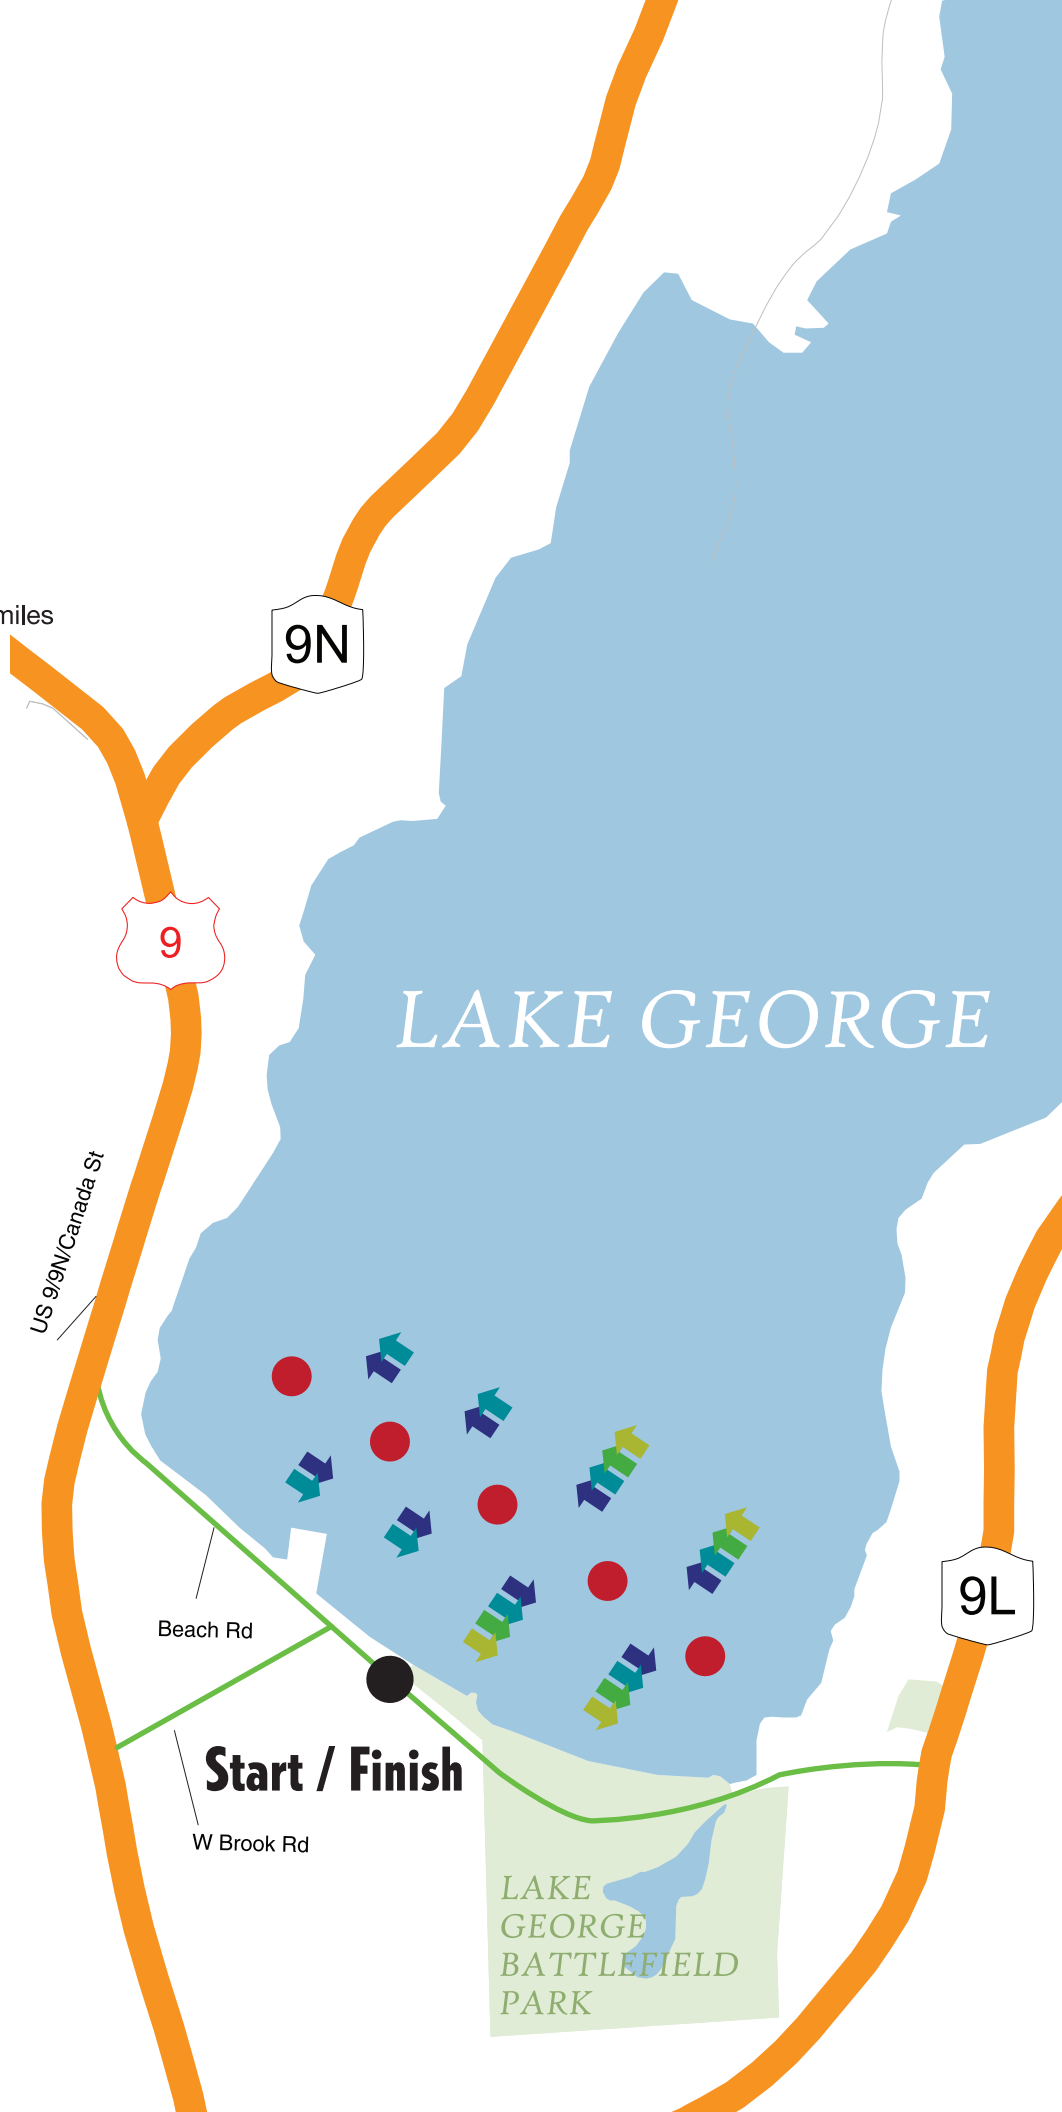 miles
9N
9
LAKE GEORGE
US 9/9N/Canada St
9L
Beach Rd
Start / Finish
W Brook Rd
LAKE
GEORGE
BATTLEFIELD
PARK